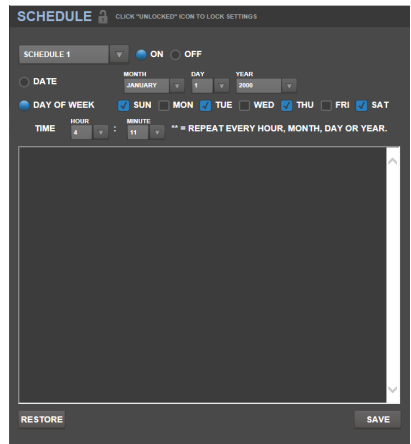 SCHEDULE CLICK "UNLOCKED" ICON TO LOCK SETTINGS
SCHEDULE 1 ON OFF
MONTH DAY YEAR
DATE JANUARY 1 2000
DAY OF WEEK SUN MON TUE WED THU FRI SAT
HOUR MINUTE
TIME 4 : 11 ** = REPEAT EVERY HOUR, MONTH, DAY OR YEAR.
RESTORE SAVE